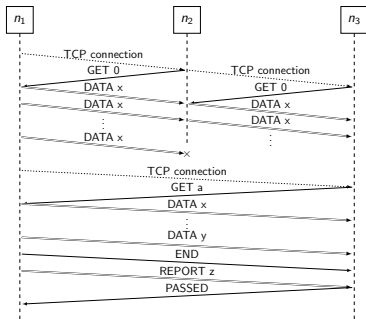 n1 n2 n3
TCP connection
GET 0 TCP connection
DATA x GET 0
DATA x DATA x
⋮ DATA x
DATA x ⋮
×
TCP connection
GET a
DATA x
⋮
DATA y
END
REPORT z
PASSED